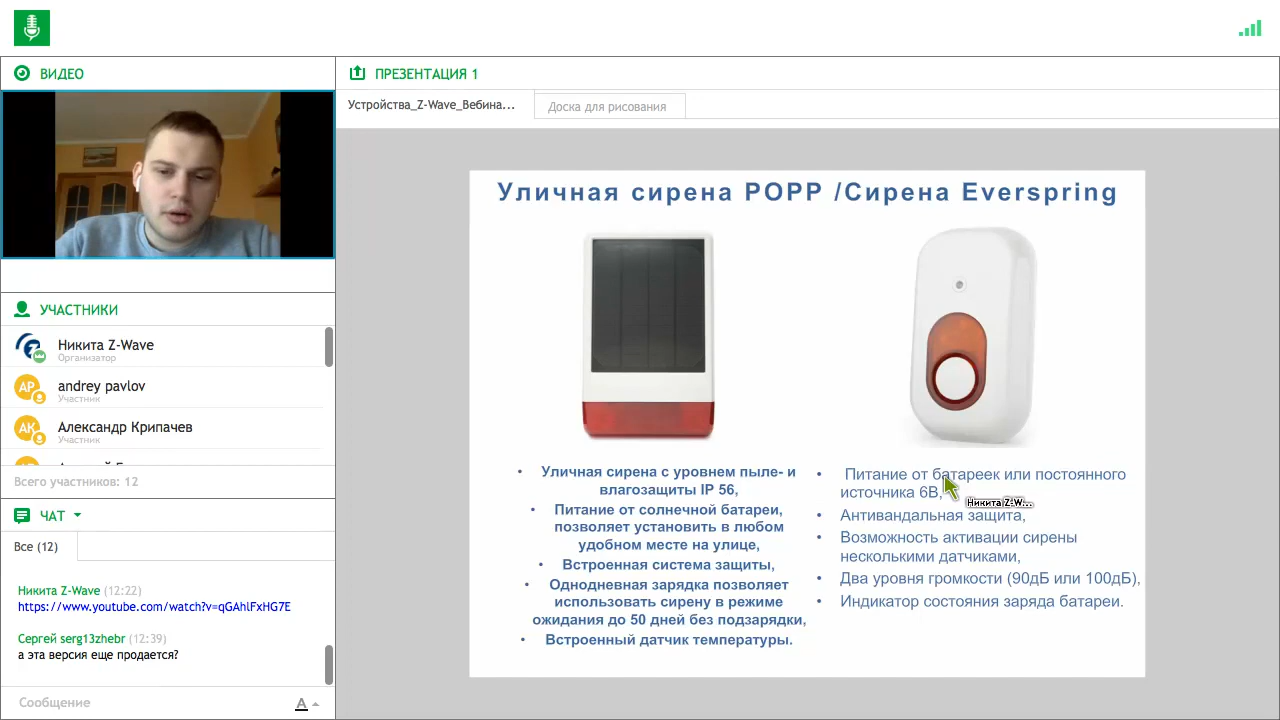 ВИДЕО
УЧАСТНИКИ
Никита Z-Wave
Организатор
AP
andrey pavlov
Участник
АК
Александр Крипачев
Участник
Всего участников: 12
ЧАТ
Все (12)
Никита Z-Wave (12:22)
https://www.youtube.com/watch?v=qGAhlFxHG7E
Сергей serg13zhebr (12:39)
а эта версия еще продается?
Сообщение
A
ПРЕЗЕНТАЦИЯ 1
Устройства_Z-Wave_Вебина...
Доска для рисования
Уличная сирена POPP /Сирена Everspring
• Уличная сирена с уровнем пыле- и
влагозащиты IP 56,
• Питание от солнечной батареи,
позволяет установить в любом
удобном месте на улице,
• Встроенная система защиты,
• Однодневная зарядка позволяет
использовать сирену в режиме
ожидания до 50 дней без подзарядки,
• Встроенный датчик температуры.
• Питание от батареек или постоянного
источника 6В,
Никита Z-W...
• Антивандальная защита,
• Возможность активации сирены
несколькими датчиками,
• Два уровня громкости (90дБ или 100дБ),
• Индикатор состояния заряда батареи.